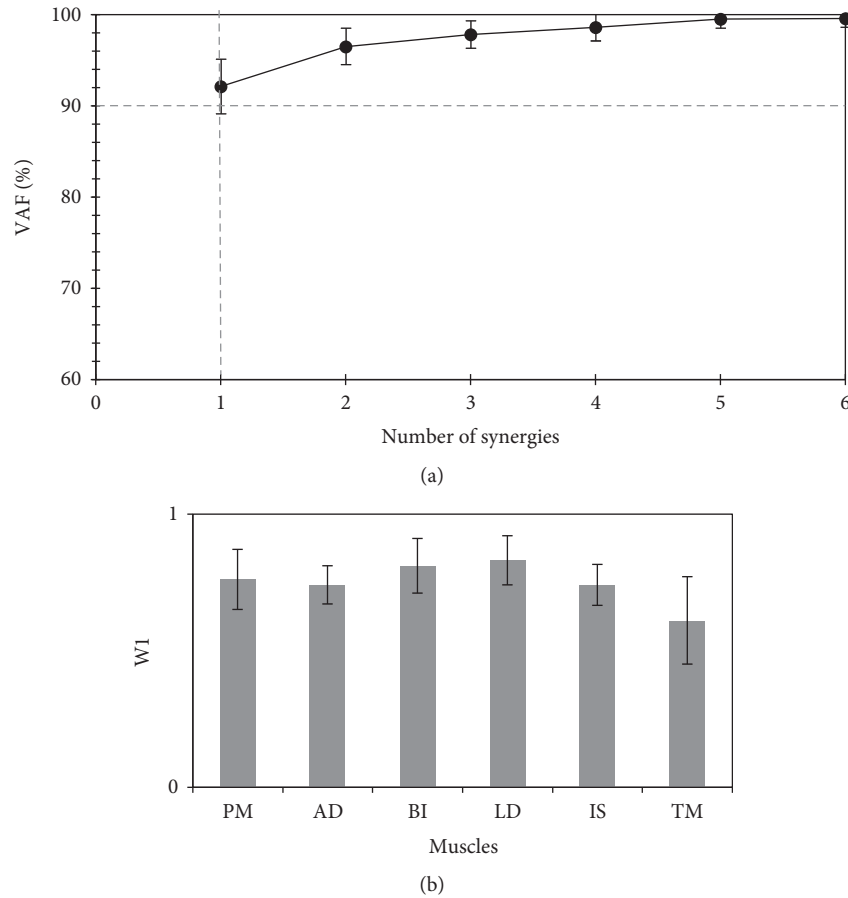 100
90
80
70
60
VAF (%)
0 1 2 3 4 5 6
Number of synergies
(a)
1
0
W1
PM AD BI LD IS TM
Muscles
(b)